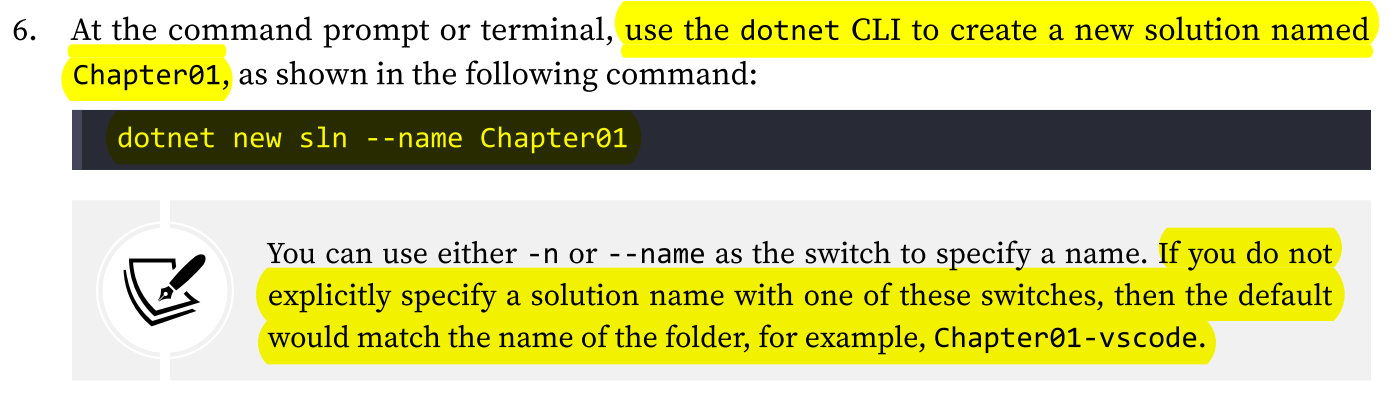 6. At the command prompt or terminal, use the dotnet CLI to create a new solution named
Chapter01, as shown in the following command:
dotnet new sln --name Chapter01
You can use either -n or --name as the switch to specify a name. If you do not
explicitly specify a solution name with one of these switches, then the default
would match the name of the folder, for example, Chapter01-vscode.